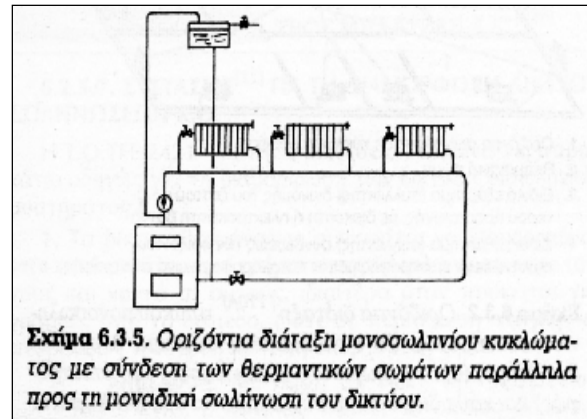 Σχήμα 6.3.5. Οριζόντια διάταξη μονοσωληνίου κυκλώμα-
τος με σύνδεση των θερμαντικών σωμάτων παράλληλα
προς τη μοναδική σωλήνωση του δικτύου.